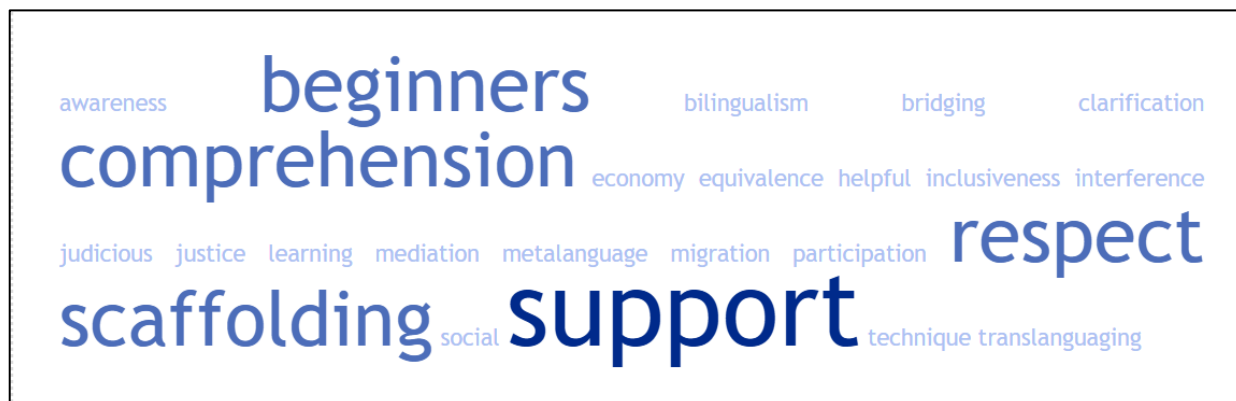 awareness beginners bilingualism bridging clarification
comprehension economy equivalence helpful inclusiveness interference
judicious justice learning mediation metalanguage migration participation respect
scaffolding social support technique translanguaging